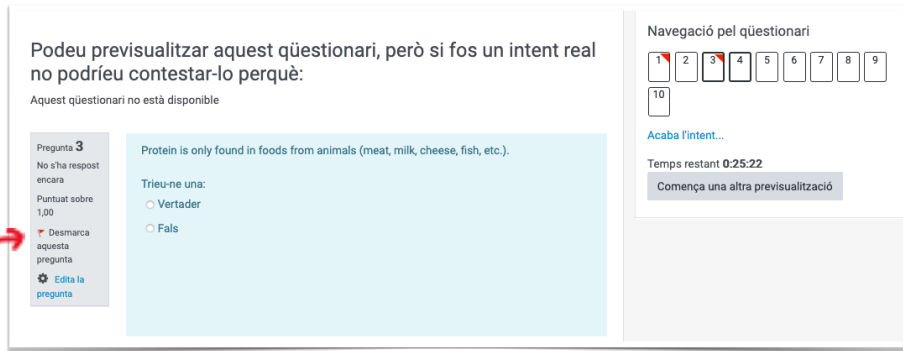 Podeu previsualitzar aquest qüestionari, però si fos un intent real
no podríeu contestar-lo perquè:
Aquest qüestionari no està disponible
Pregunta 3
No s'ha respost
encara
Puntuat sobre
1,00
Desmarca
aquesta
pregunta
Edita la
pregunta
Protein is only found in foods from animals (meat, milk, cheese, fish, etc.).
Trieu-ne una:
Vertader
Fals
Navegació pel qüestionari
1 2 3 4 5 6 7 8 9
10
Acaba l'intent...
Temps restant 0:25:22
Comença una altra previsualització